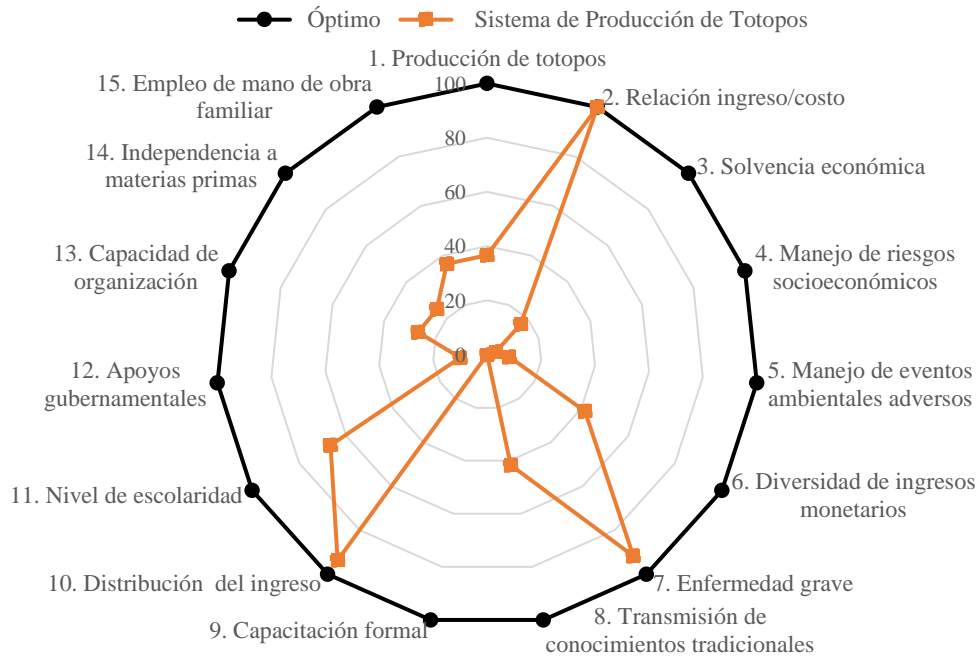 Óptimo
Sistema de Producción de Totopos
1. Producción de totopos
2. Relación ingreso/costo
3. Solvencia económica
4. Manejo de riesgos
socioeconómicos
5. Manejo de eventos
ambientales adversos
6. Diversidad de ingresos
monetarios
7. Enfermedad grave
8. Transmisión de
conocimientos tradicionales
9. Capacitación formal
10. Distribución  del ingreso
11. Nivel de escolaridad
12. Apoyos
gubernamentales
13. Capacidad de
organización
14. Independencia a
materias primas
15. Empleo de mano de obra
familiar
100
80
60
40
20
0